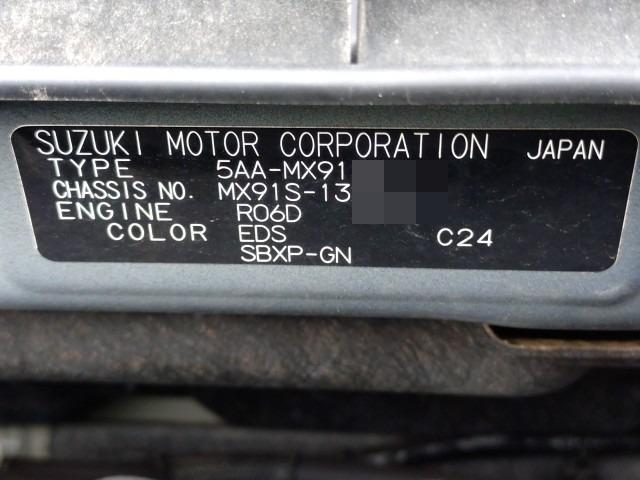 SUZUKI MOTOR CORPORATION JAPAN
TYPE 5AA-MX91
CHASSIS NO. MX91S-13
ENGINE R06D
COLOR EDS C24
SBXP-GN